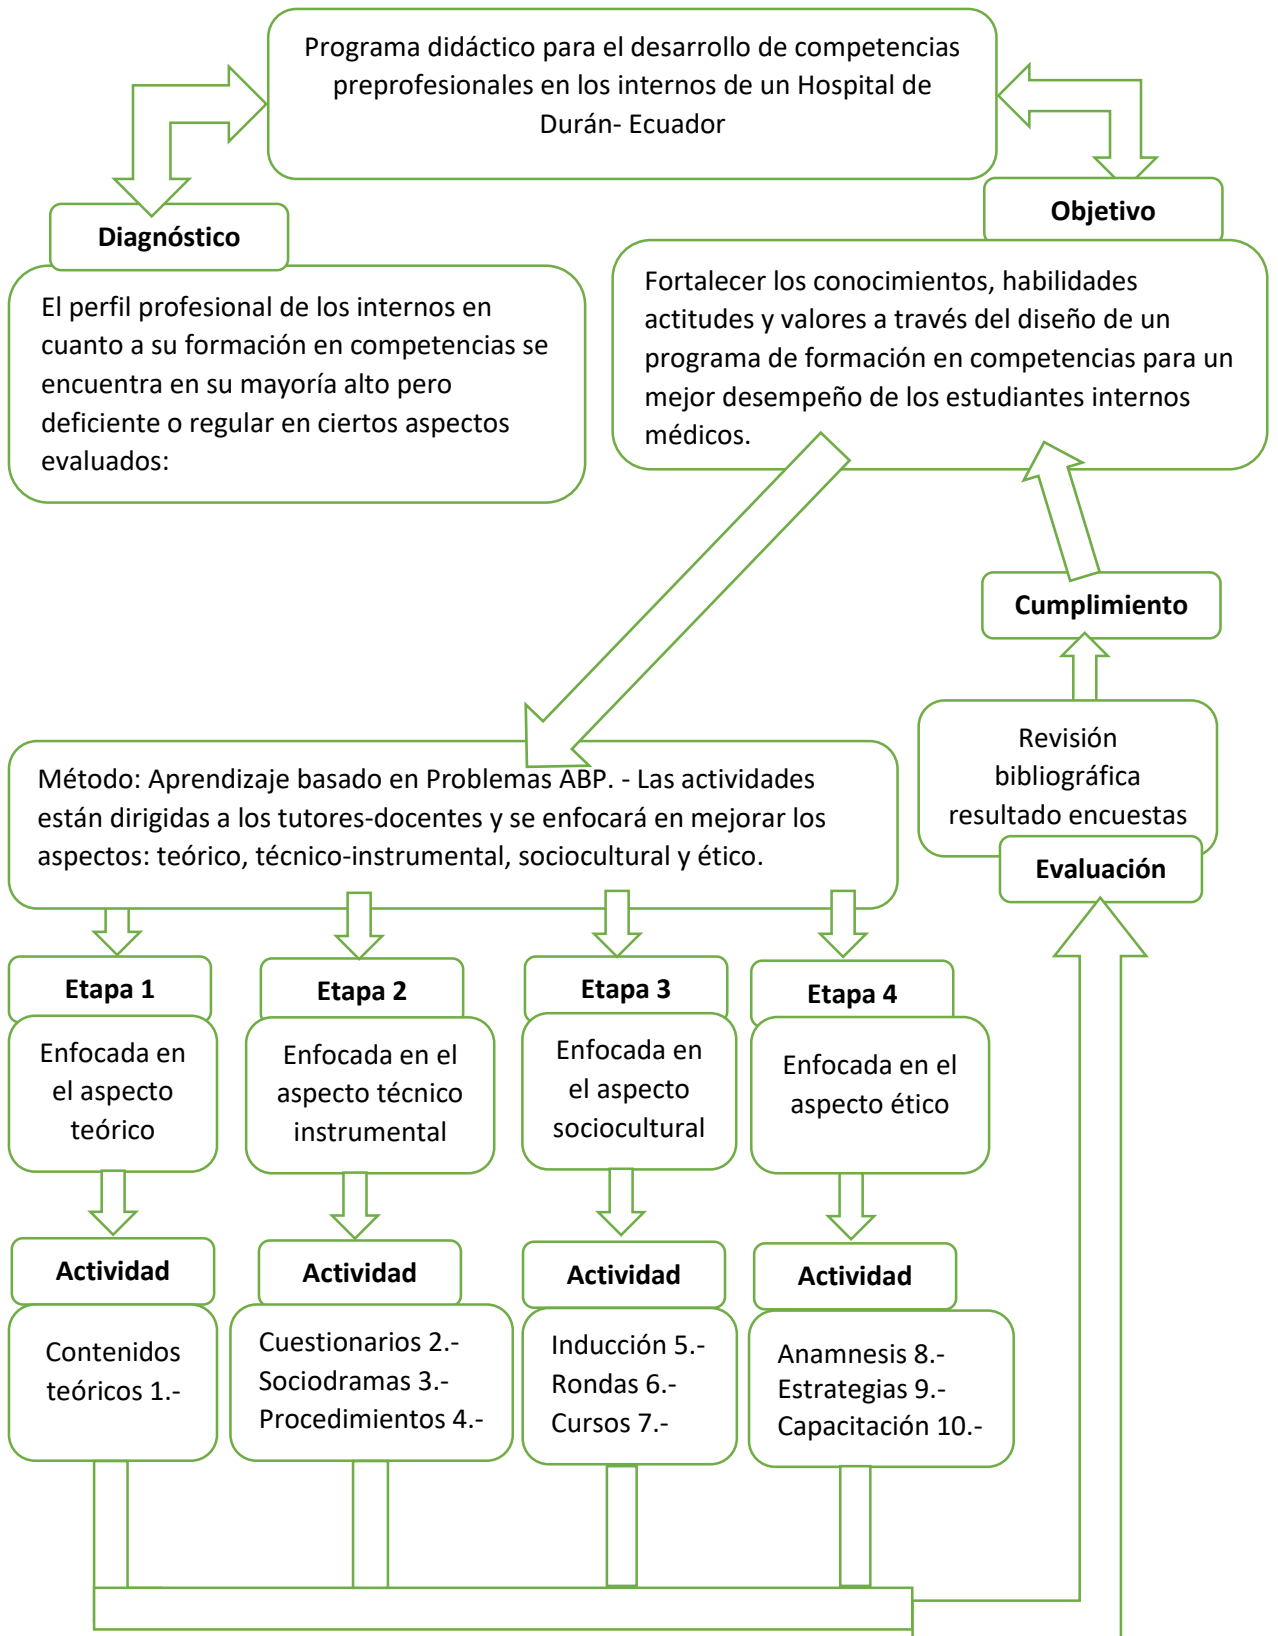 Programa didáctico para el desarrollo de competencias
preprofesionales en los internos de un Hospital de
Durán- Ecuador
Diagnóstico
El perfil profesional de los internos en
cuanto a su formación en competencias se
encuentra en su mayoría alto pero
deficiente o regular en ciertos aspectos
evaluados:
Objetivo
Fortalecer los conocimientos, habilidades
actitudes y valores a través del diseño de un
programa de formación en competencias para un
mejor desempeño de los estudiantes internos
médicos.
Cumplimiento
Revisión
bibliográfica
resultado encuestas
Evaluación
Método: Aprendizaje basado en Problemas ABP. - Las actividades
están dirigidas a los tutores-docentes y se enfocará en mejorar los
aspectos: teórico, técnico-instrumental, sociocultural y ético.
Etapa 1
Enfocada en
el aspecto
teórico
Actividad
Contenidos
teóricos 1.-
Etapa 2
Enfocada en el
aspecto técnico
instrumental
Actividad
Cuestionarios 2.-
Sociodramas 3.-
Procedimientos 4.-
Etapa 3
Enfocada en
el aspecto
sociocultural
Actividad
Inducción 5.-
Rondas 6.-
Cursos 7.-
Etapa 4
Enfocada en el
aspecto ético
Actividad
Anamnesis 8.-
Estrategias 9.-
Capacitación 10.-